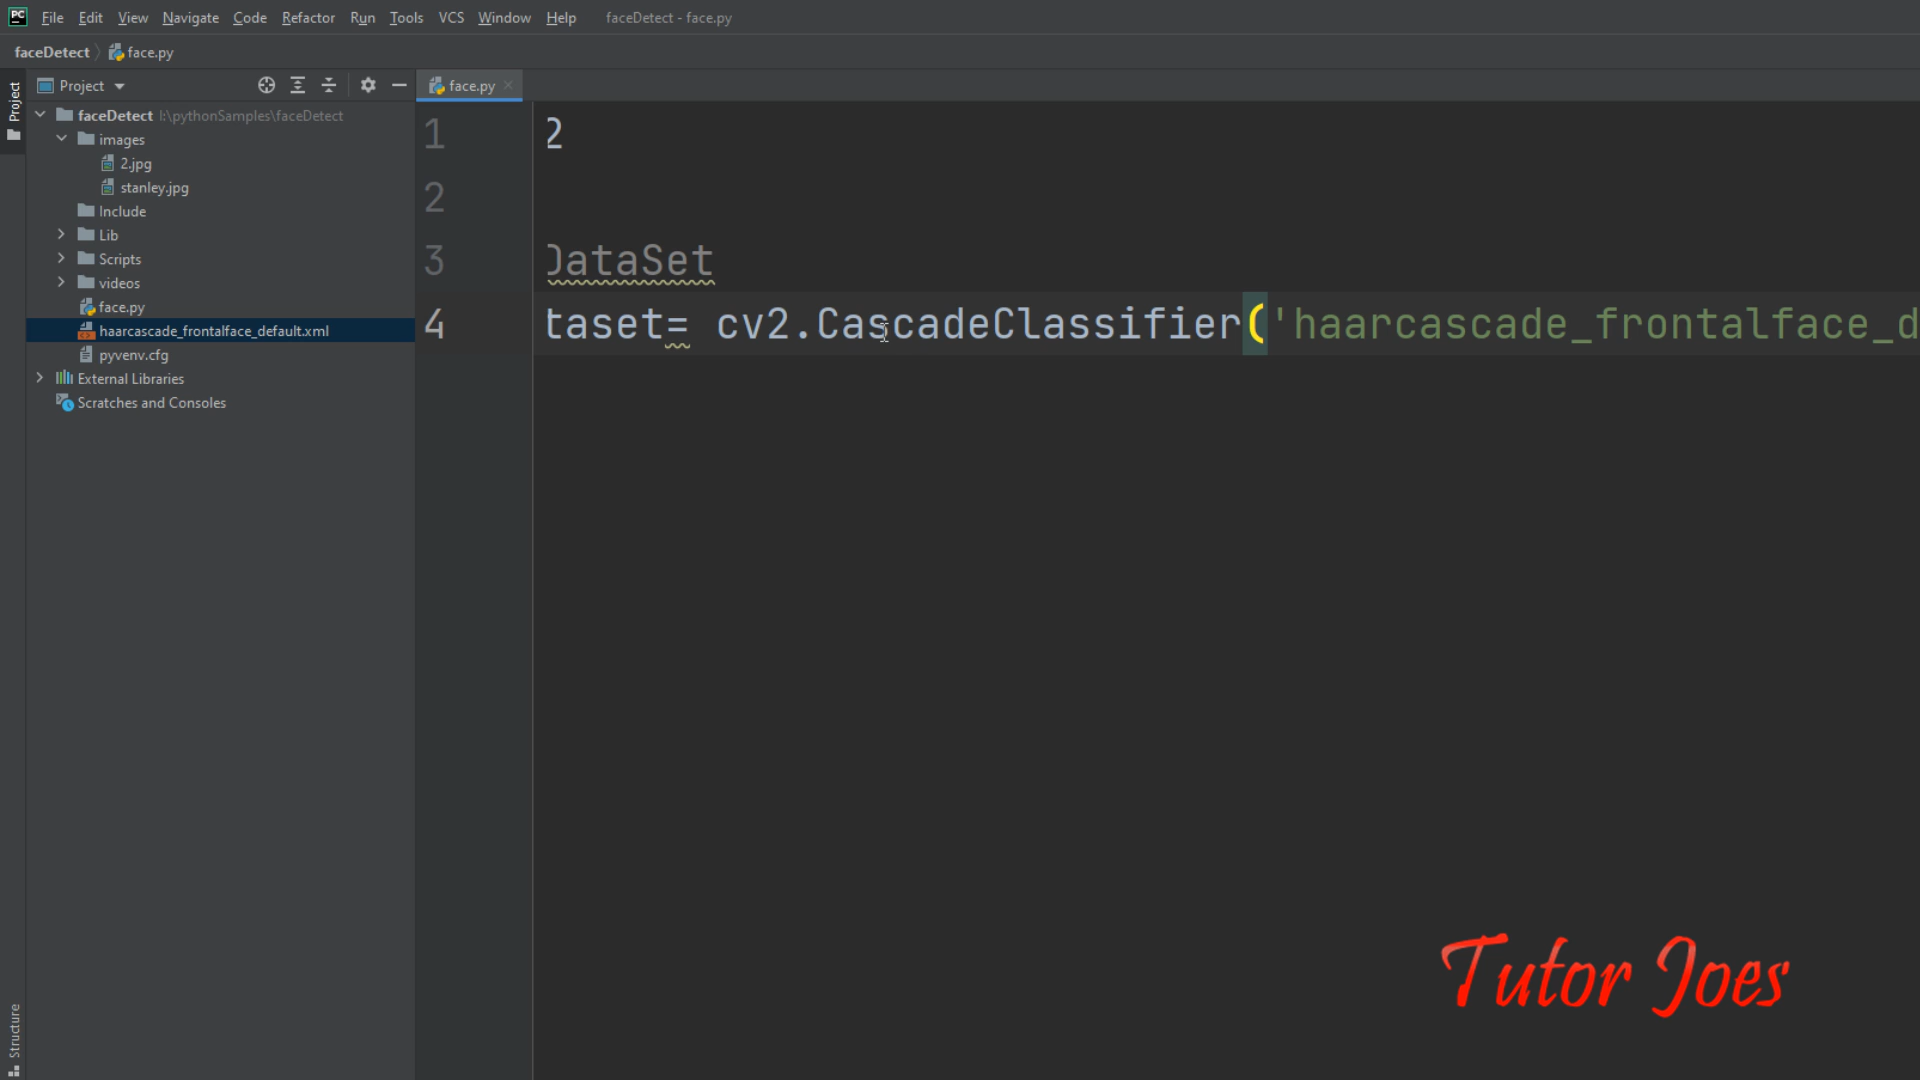 File Edit View Navigate Code Refactor Run Tools VCS Window Help faceDetect - face.py
faceDetect face.py
Project
Project
face.py
faceDetect I:\pythonSamples\faceDetect
images
2.jpg
stanley.jpg
Include
Lib
Scripts
videos
face.py
haarcascade_frontalface_default.xml
pyvenv.cfg
External Libraries
Scratches and Consoles
1 2
2
3 DataSet
4 taset= cv2.CascadeClassifier('haarcascade_frontalface_d
Tutor Joes
Structure